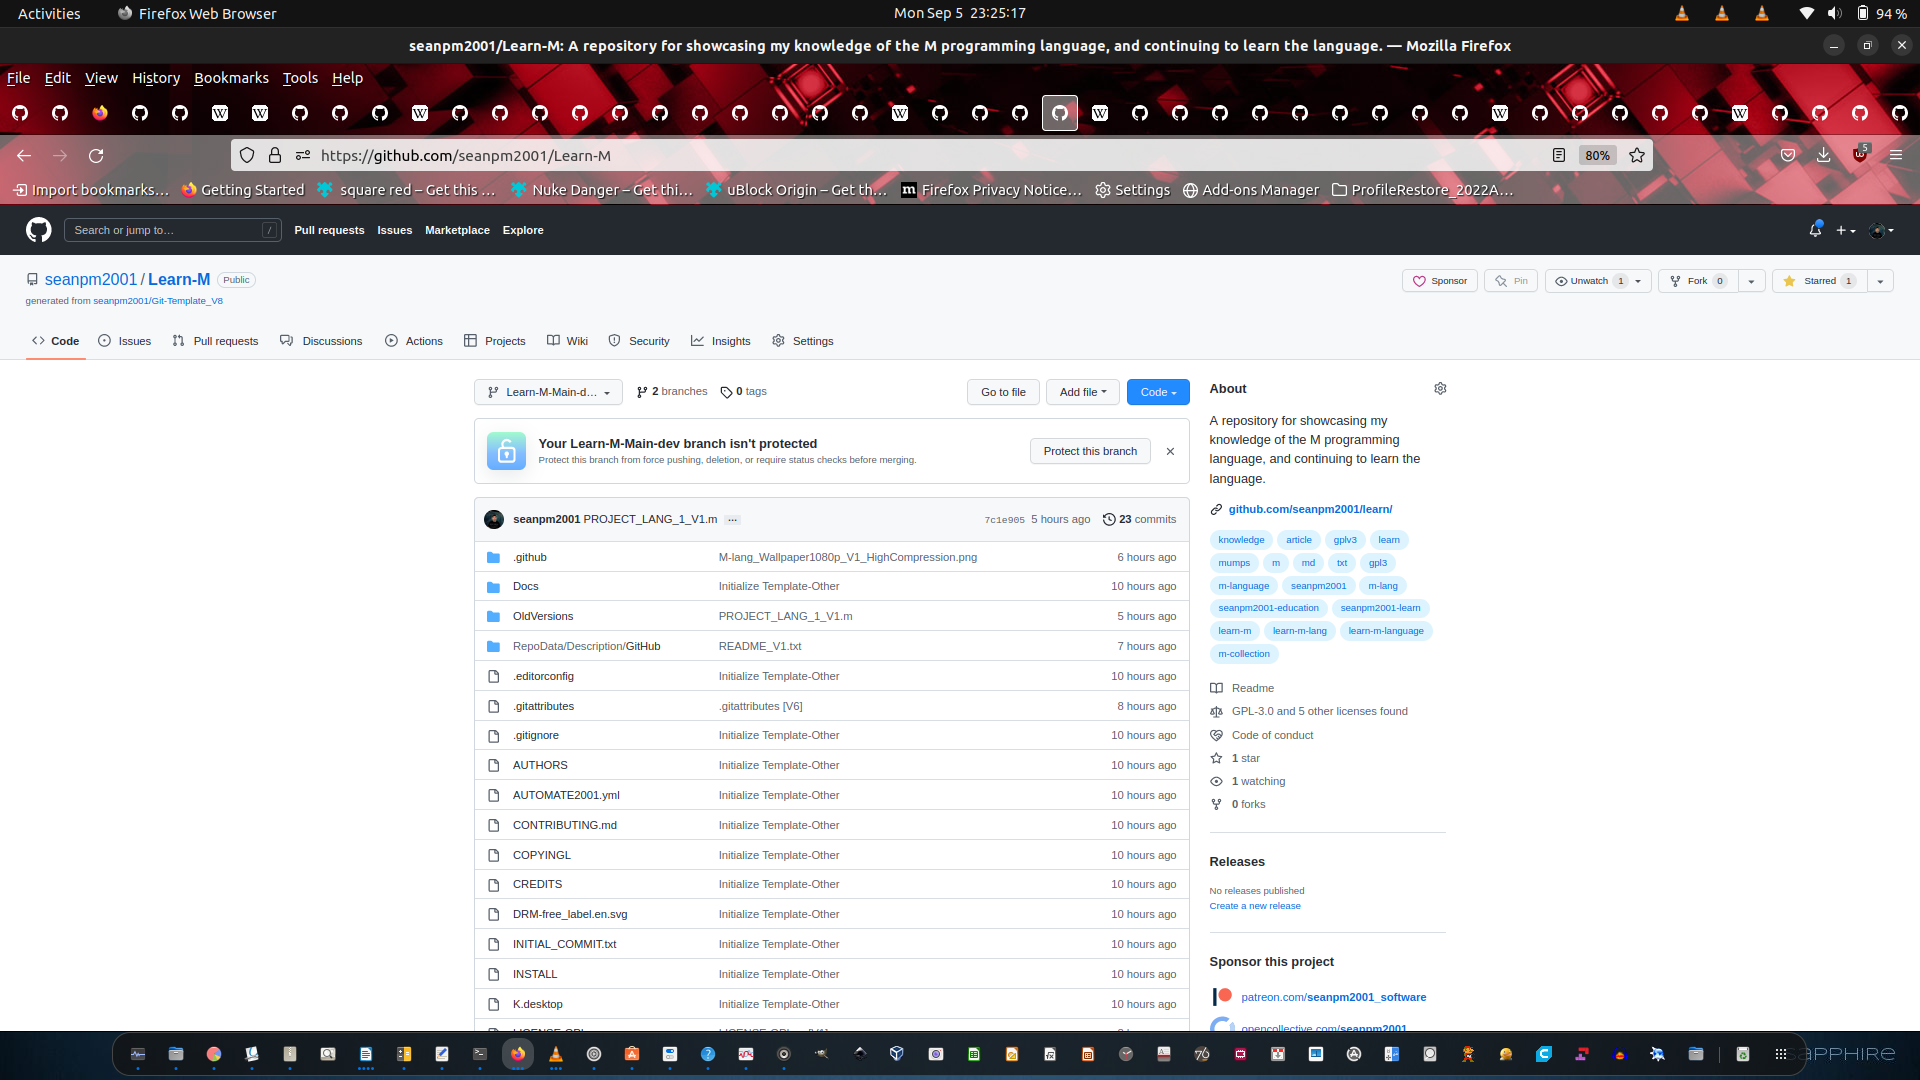 Activities
Firefox Web Browser
Mon Sep 5 23:25:17
94 %
seanpm2001/Learn-M: A repository for showcasing my knowledge of the M programming language, and continuing to learn the language. — Mozilla Firefox
File Edit View History Bookmarks Tools Help
https://github.com/seanpm2001/Learn-M
80%
5
Import bookmarks…
Getting Started
square red – Get this …
Nuke Danger – Get thi…
uBlock Origin – Get th…
Firefox Privacy Notice…
Settings
Add-ons Manager
ProfileRestore_2022A…
Search or jump to…
/
Pull requests
Issues
Marketplace
Explore
seanpm2001 / Learn-M
Public
Sponsor
Pin
Unwatch 1
Fork 0
Starred 1
generated from seanpm2001/Git-Template_V8
Code
Issues
Pull requests
Discussions
Actions
Projects
Wiki
Security
Insights
Settings
Learn-M-Main-d…
2 branches
0 tags
Go to file
Add file
Code
Your Learn-M-Main-dev branch isn't protected
Protect this branch from force pushing, deletion, or require status checks before merging.
Protect this branch
seanpm2001 PROJECT_LANG_1_V1.m …
7c1e905 5 hours ago
23 commits
.github M-lang_Wallpaper1080p_V1_HighCompression.png 6 hours ago
Docs Initialize Template-Other 10 hours ago
OldVersions PROJECT_LANG_1_V1.m 5 hours ago
RepoData/Description/GitHub README_V1.txt 7 hours ago
.editorconfig Initialize Template-Other 10 hours ago
.gitattributes .gitattributes [V6] 8 hours ago
.gitignore Initialize Template-Other 10 hours ago
AUTHORS Initialize Template-Other 10 hours ago
AUTOMATE2001.yml Initialize Template-Other 10 hours ago
CONTRIBUTING.md Initialize Template-Other 10 hours ago
COPYINGL Initialize Template-Other 10 hours ago
CREDITS Initialize Template-Other 10 hours ago
DRM-free_label.en.svg Initialize Template-Other 10 hours ago
INITIAL_COMMIT.txt Initialize Template-Other 10 hours ago
INSTALL Initialize Template-Other 10 hours ago
K.desktop Initialize Template-Other 10 hours ago
About
A repository for showcasing my
knowledge of the M programming
language, and continuing to learn the
language.
github.com/seanpm2001/learn/
knowledge article gplv3 learn
mumps m md txt gpl3
m-language seanpm2001 m-lang
seanpm2001-education seanpm2001-learn
learn-m learn-m-lang learn-m-language
m-collection
Readme
GPL-3.0 and 5 other licenses found
Code of conduct
1 star
1 watching
0 forks
Releases
No releases published
Create a new release
Sponsor this project
patreon.com/seanpm2001_software
opencollective.com/seanpm2001
SAPPHIRE